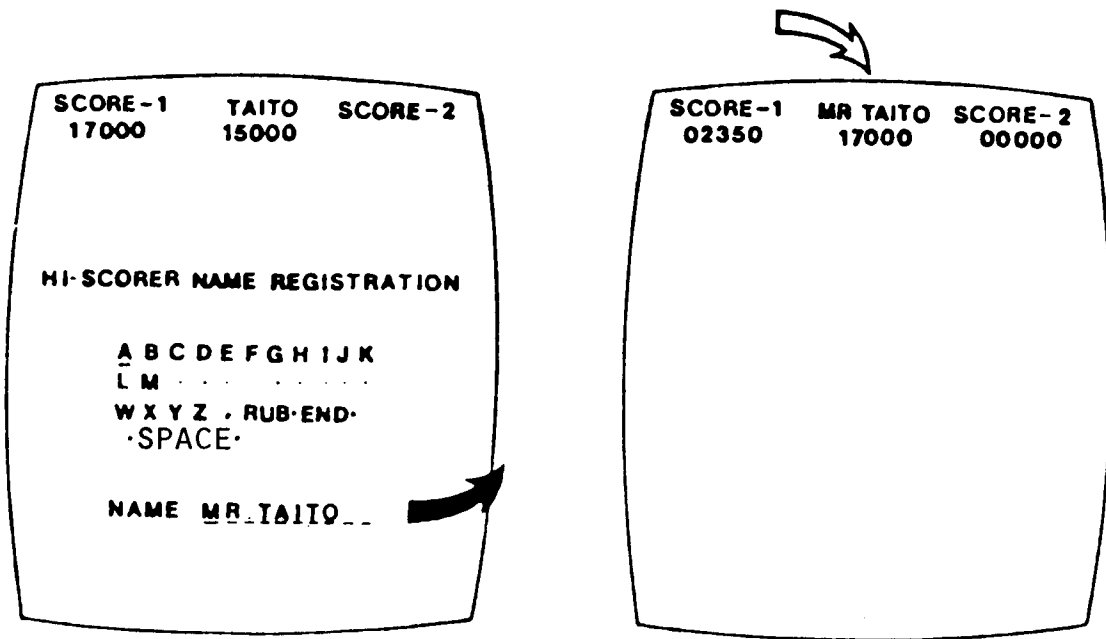 SCORE-1 TAITO SCORE-2
17000 15000
HI-SCORER NAME REGISTRATION
A B C D E F G H I J K
L M . . . . . . . .
W X Y Z . RUB·END·
·SPACE·
NAME MR.TAITO__
SCORE-1 MR TAITO SCORE-2
02350 17000 00000